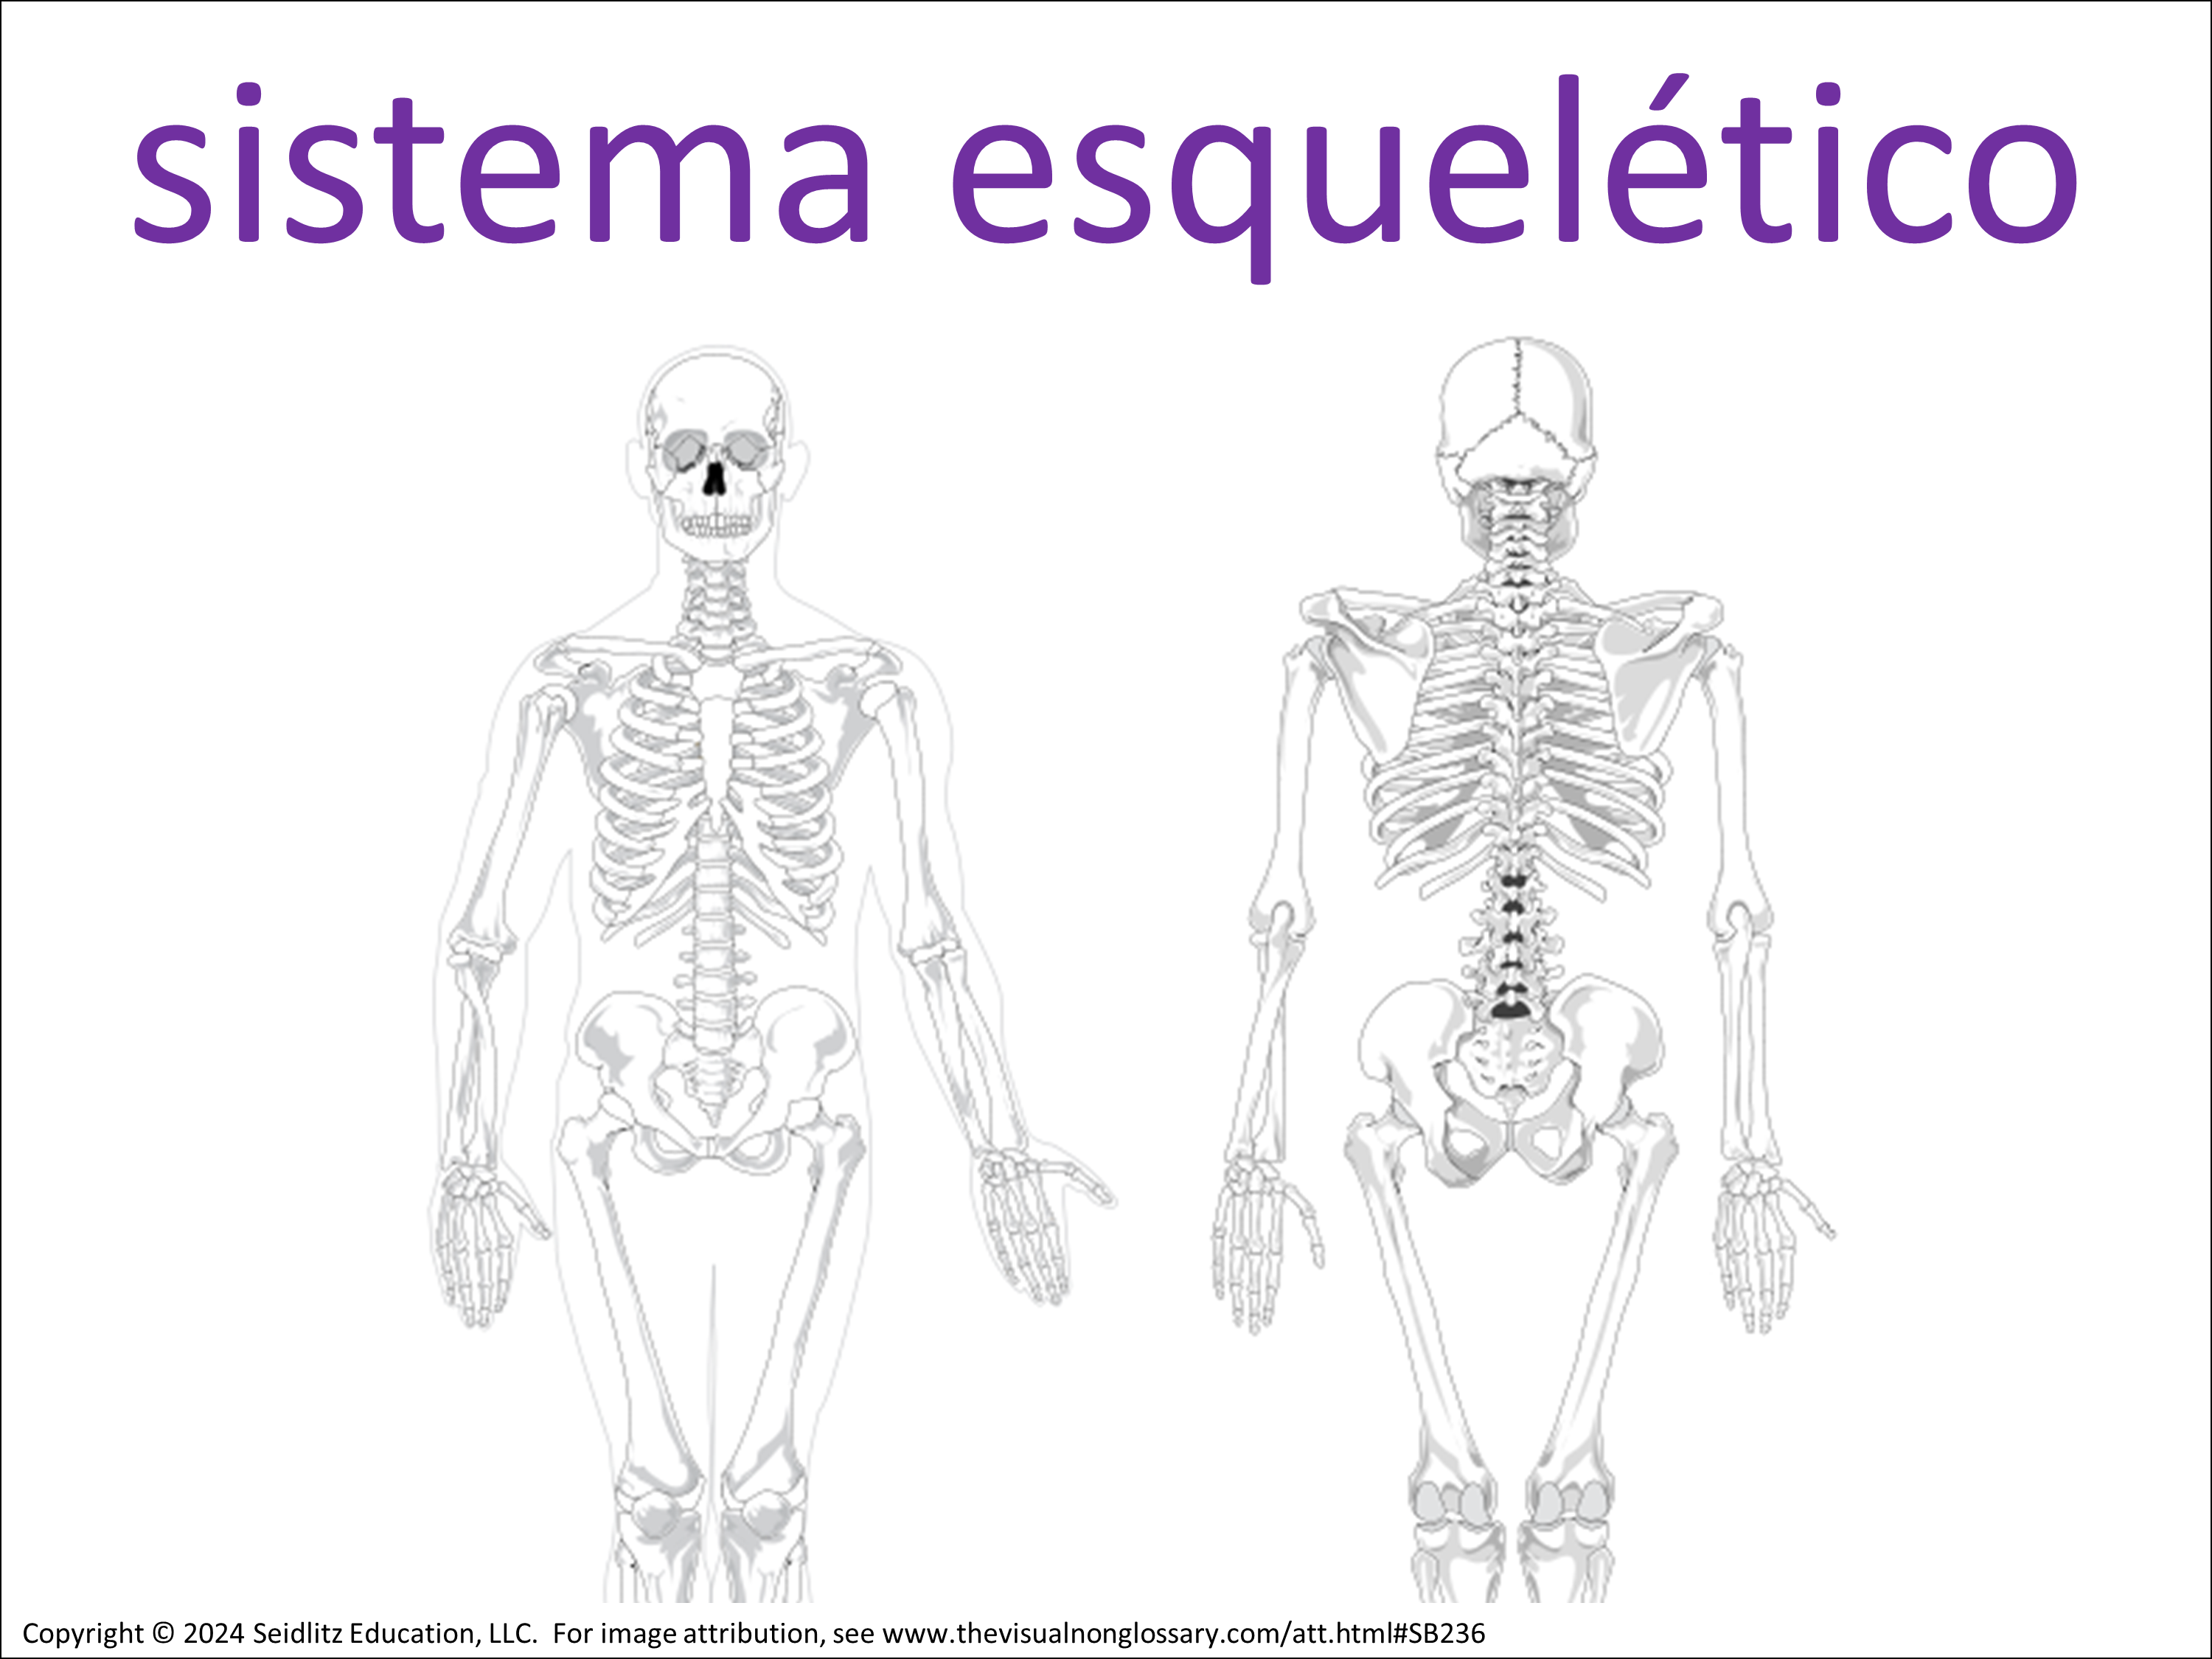 sistema esquelético
Copyright © 2024 Seidlitz Education, LLC.  For image attribution, see www.thevisualnonglossary.com/att.html#SB236